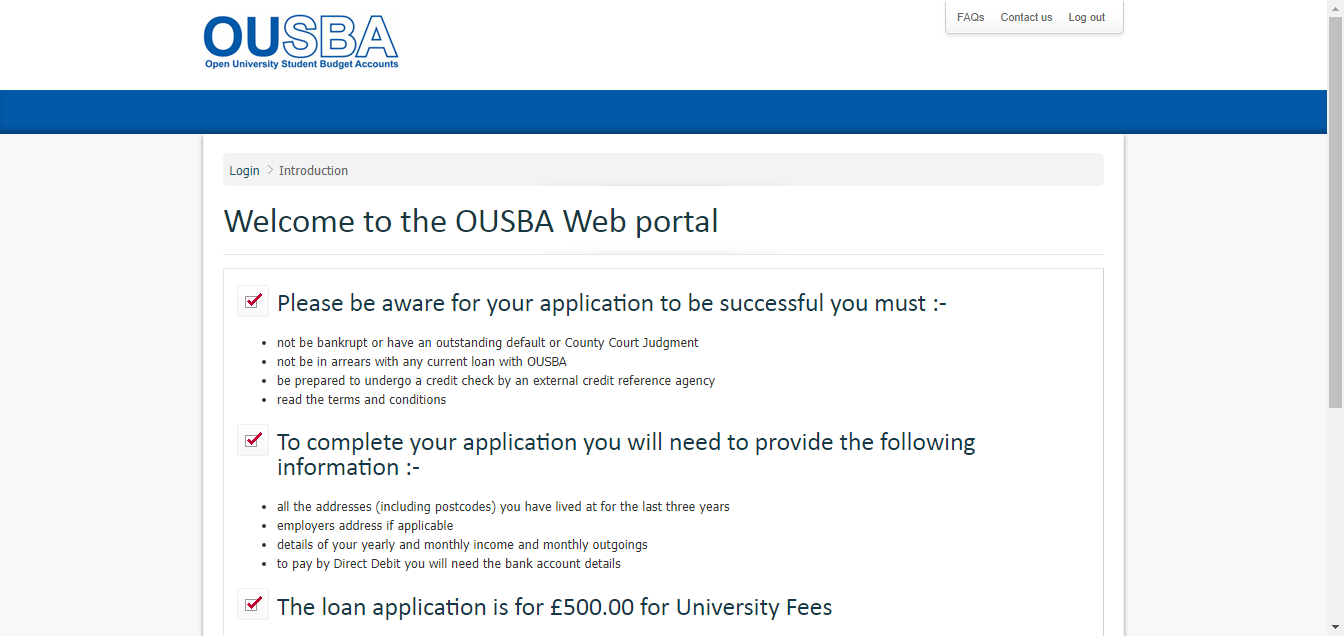 OUSBA
Open University Student Budget Accounts
FAQs Contact us Log out
Login > Introduction
Welcome to the OUSBA Web portal
Please be aware for your application to be successful you must :-
• not be bankrupt or have an outstanding default or County Court Judgment
• not be in arrears with any current loan with OUSBA
• be prepared to undergo a credit check by an external credit reference agency
• read the terms and conditions
To complete your application you will need to provide the following
information :-
• all the addresses (including postcodes) you have lived at for the last three years
• employers address if applicable
• details of your yearly and monthly income and monthly outgoings
• to pay by Direct Debit you will need the bank account details
The loan application is for £500.00 for University Fees